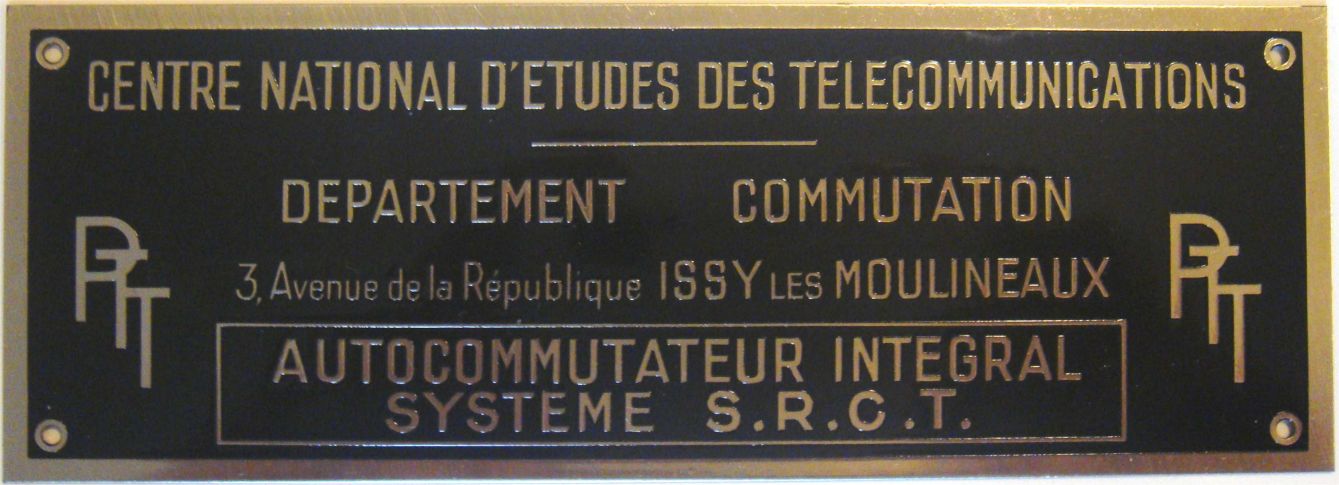 CENTRE NATIONAL D'ETUDES DES TELECOMMUNICATIONS
DEPARTEMENT COMMUTATION
PTT
3, Avenue de la République ISSY LES MOULINEAUX
PTT
AUTOCOMMUTATEUR INTEGRAL
SYSTEME S.R.C.T.